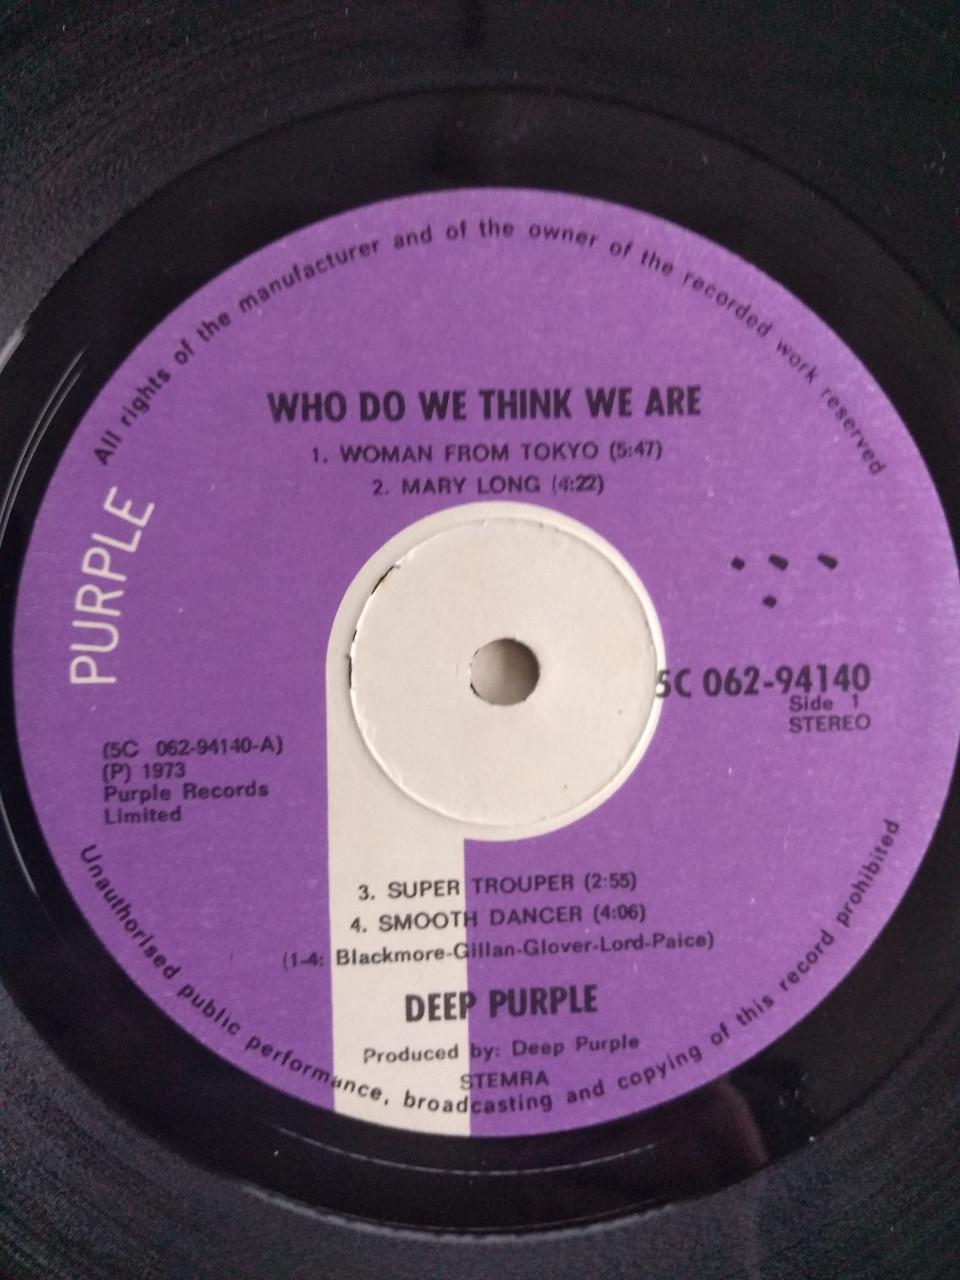 All rights of the manufacturer and of the owner of the recorded work reserved
WHO DO WE THINK WE ARE
1. WOMAN FROM TOKYO (5:47)
2. MARY LONG (4:22)
PURPLE
5C 062-94140
Side 1
STEREO
(5C 062-94140-A)
(P) 1973
Purple Records
Limited
3. SUPER TROUPER (2:55)
4. SMOOTH DANCER (4:06)
(1-4: Blackmore-Gillan-Glover-Lord-Paice)
DEEP PURPLE
Produced by: Deep Purple
STEMRA
Unauthorised public performance, broadcasting and copying of this record prohibited